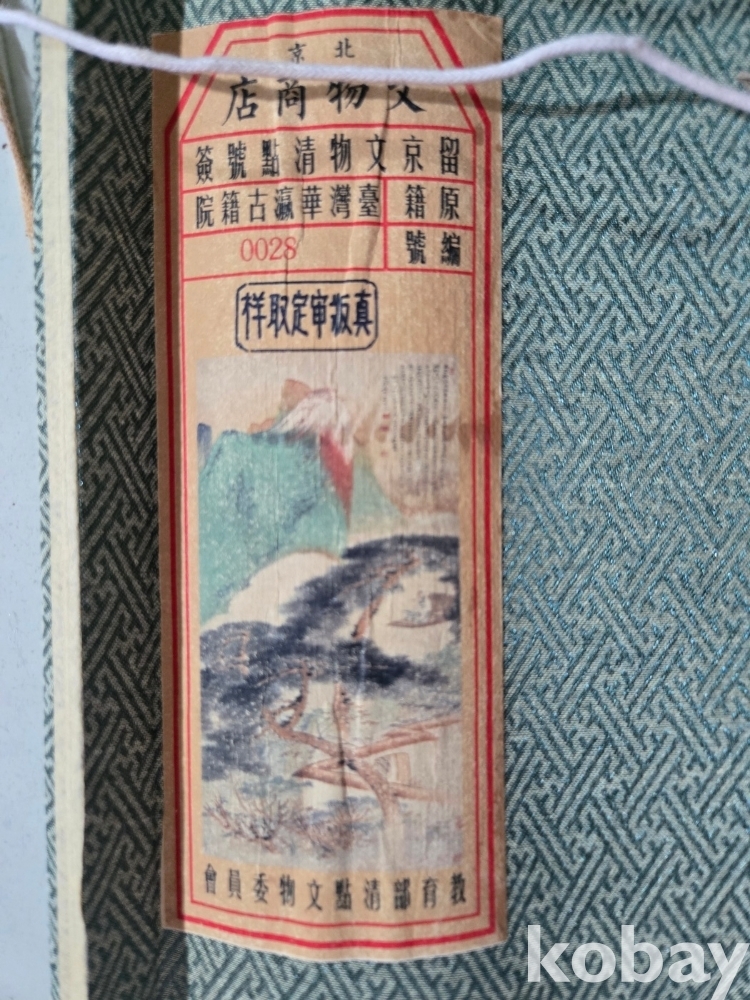 北京
文物商店
留京文物清點號簽
原籍
臺灣華瀛古籍院
編號
0028
真版审定取样
教育部清點文物委員會
kobay